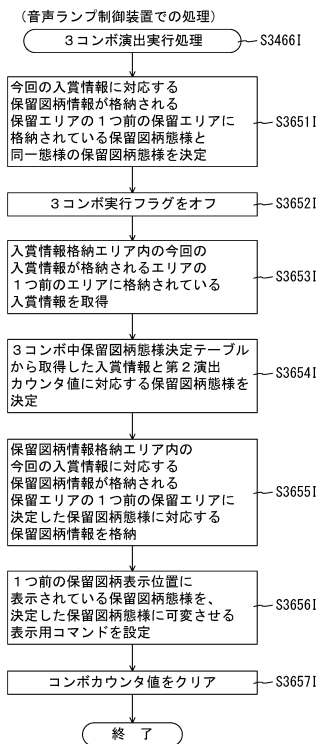 （音声ランプ制御装置での処理）
３コンボ演出実行処理
S3466I
今回の入賞情報に対応する
保留図柄情報が格納される
保留エリアの１つ前の保留エリアに
格納されている保留図柄態様と
同一態様の保留図柄態様を決定
S3651I
３コンボ実行フラグをオフ
S3652I
入賞情報格納エリア内の今回の
入賞情報が格納されるエリアの
１つ前のエリアに格納されている
入賞情報を取得
S3653I
３コンボ中保留図柄態様決定テーブル
から取得した入賞情報と第２演出
カウンタ値に対応する保留図柄態様を
決定
S3654I
保留図柄情報格納エリア内の
今回の入賞情報に対応する
保留図柄情報が格納される
保留エリアの１つ前の保留エリアに
決定した保留図柄態様に対応する
保留図柄情報を格納
S3655I
１つ前の保留図柄表示位置に
表示されている保留図柄態様を、
決定した保留図柄態様に可変させる
表示用コマンドを設定
S3656I
コンボカウンタ値をクリア
S3657I
終 了